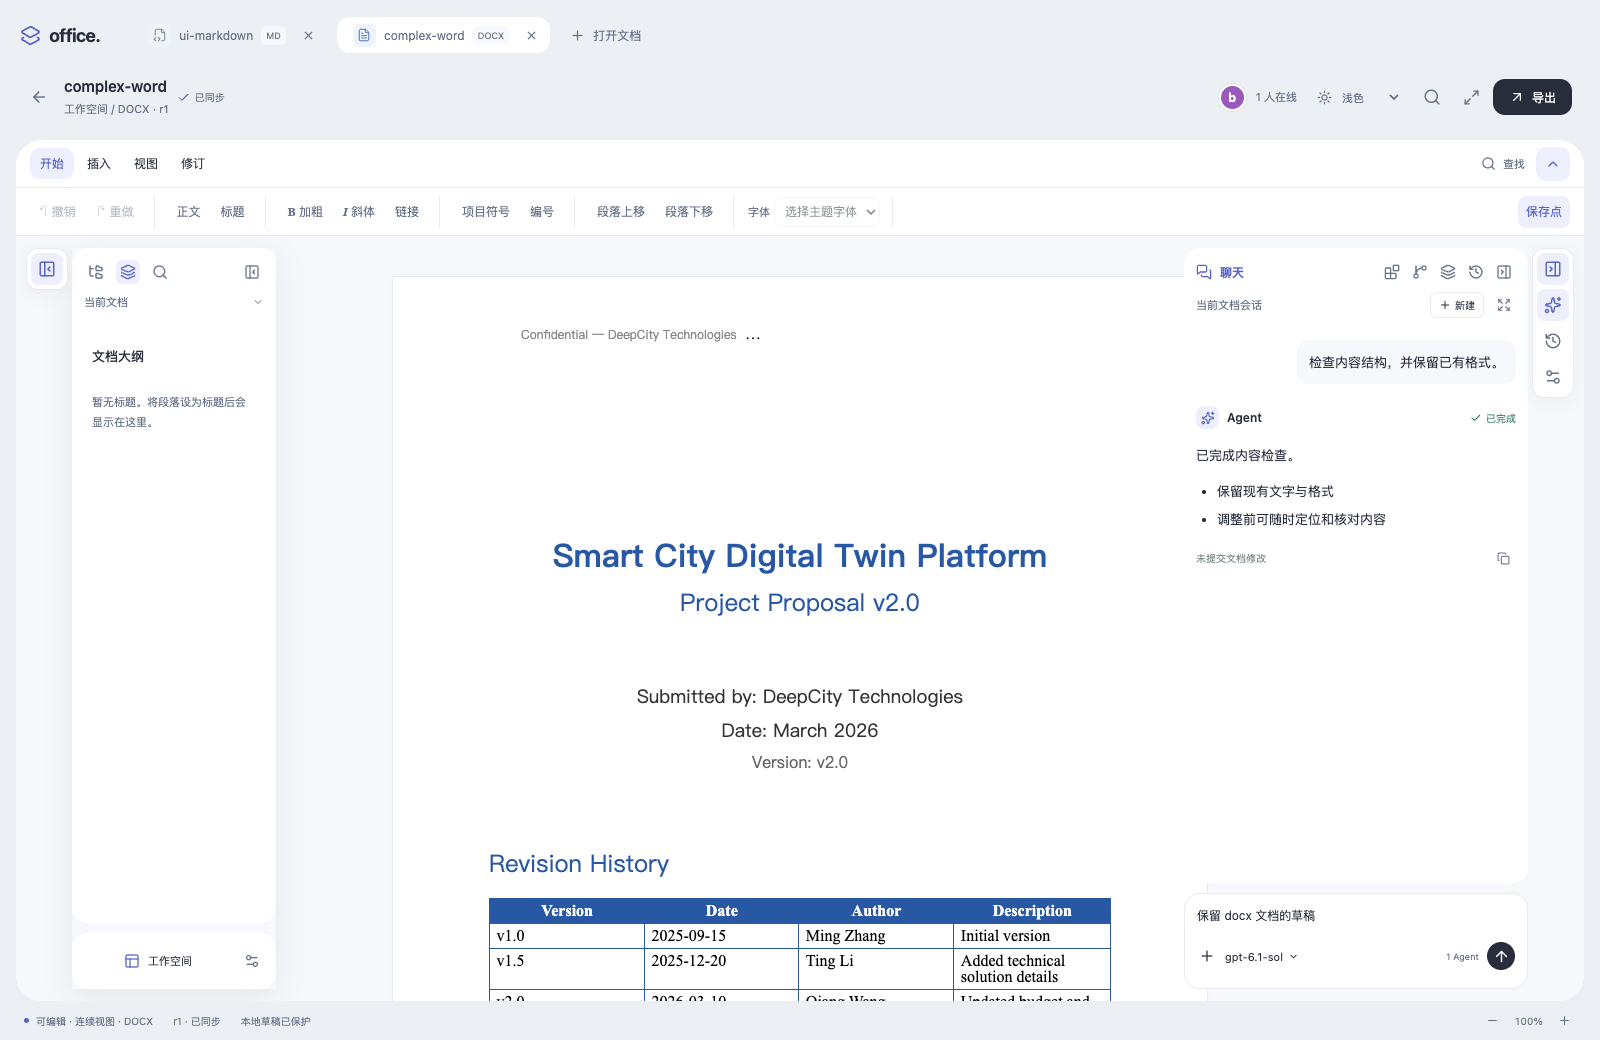 office.
ui-markdown MD
complex-word DOCX
打开文档
complex-word
工作空间 / DOCX · r1
已同步
b
1 人在线
浅色
导出
开始
插入
视图
修订
查找
撤销
重做
正文
标题
B 加粗
I 斜体
链接
项目符号
编号
段落上移
段落下移
字体
选择主题字体
保存点
当前文档
文档大纲
暂无标题。将段落设为标题后会
显示在这里。
工作空间
Confidential — DeepCity Technologies ...
Smart City Digital Twin Platform
Project Proposal v2.0
Submitted by: DeepCity Technologies
Date: March 2026
Version: v2.0
Revision History
Version Date Author Description
v1.0 2025-09-15 Ming Zhang Initial version
v1.5 2025-12-20 Ting Li Added technical
solution details
v2.0 2026-03-10 Qiang Wang Updated budget and
聊天
当前文档会话
新建
检查内容结构，并保留已有格式。
Agent
已完成
已完成内容检查。
• 保留现有文字与格式
• 调整前可随时定位和核对内容
未提交文档修改
保留 docx 文档的草稿
gpt-6.1-sol
1 Agent
可编辑 · 连续视图 · DOCX
r1 · 已同步
本地草稿已保护
100%